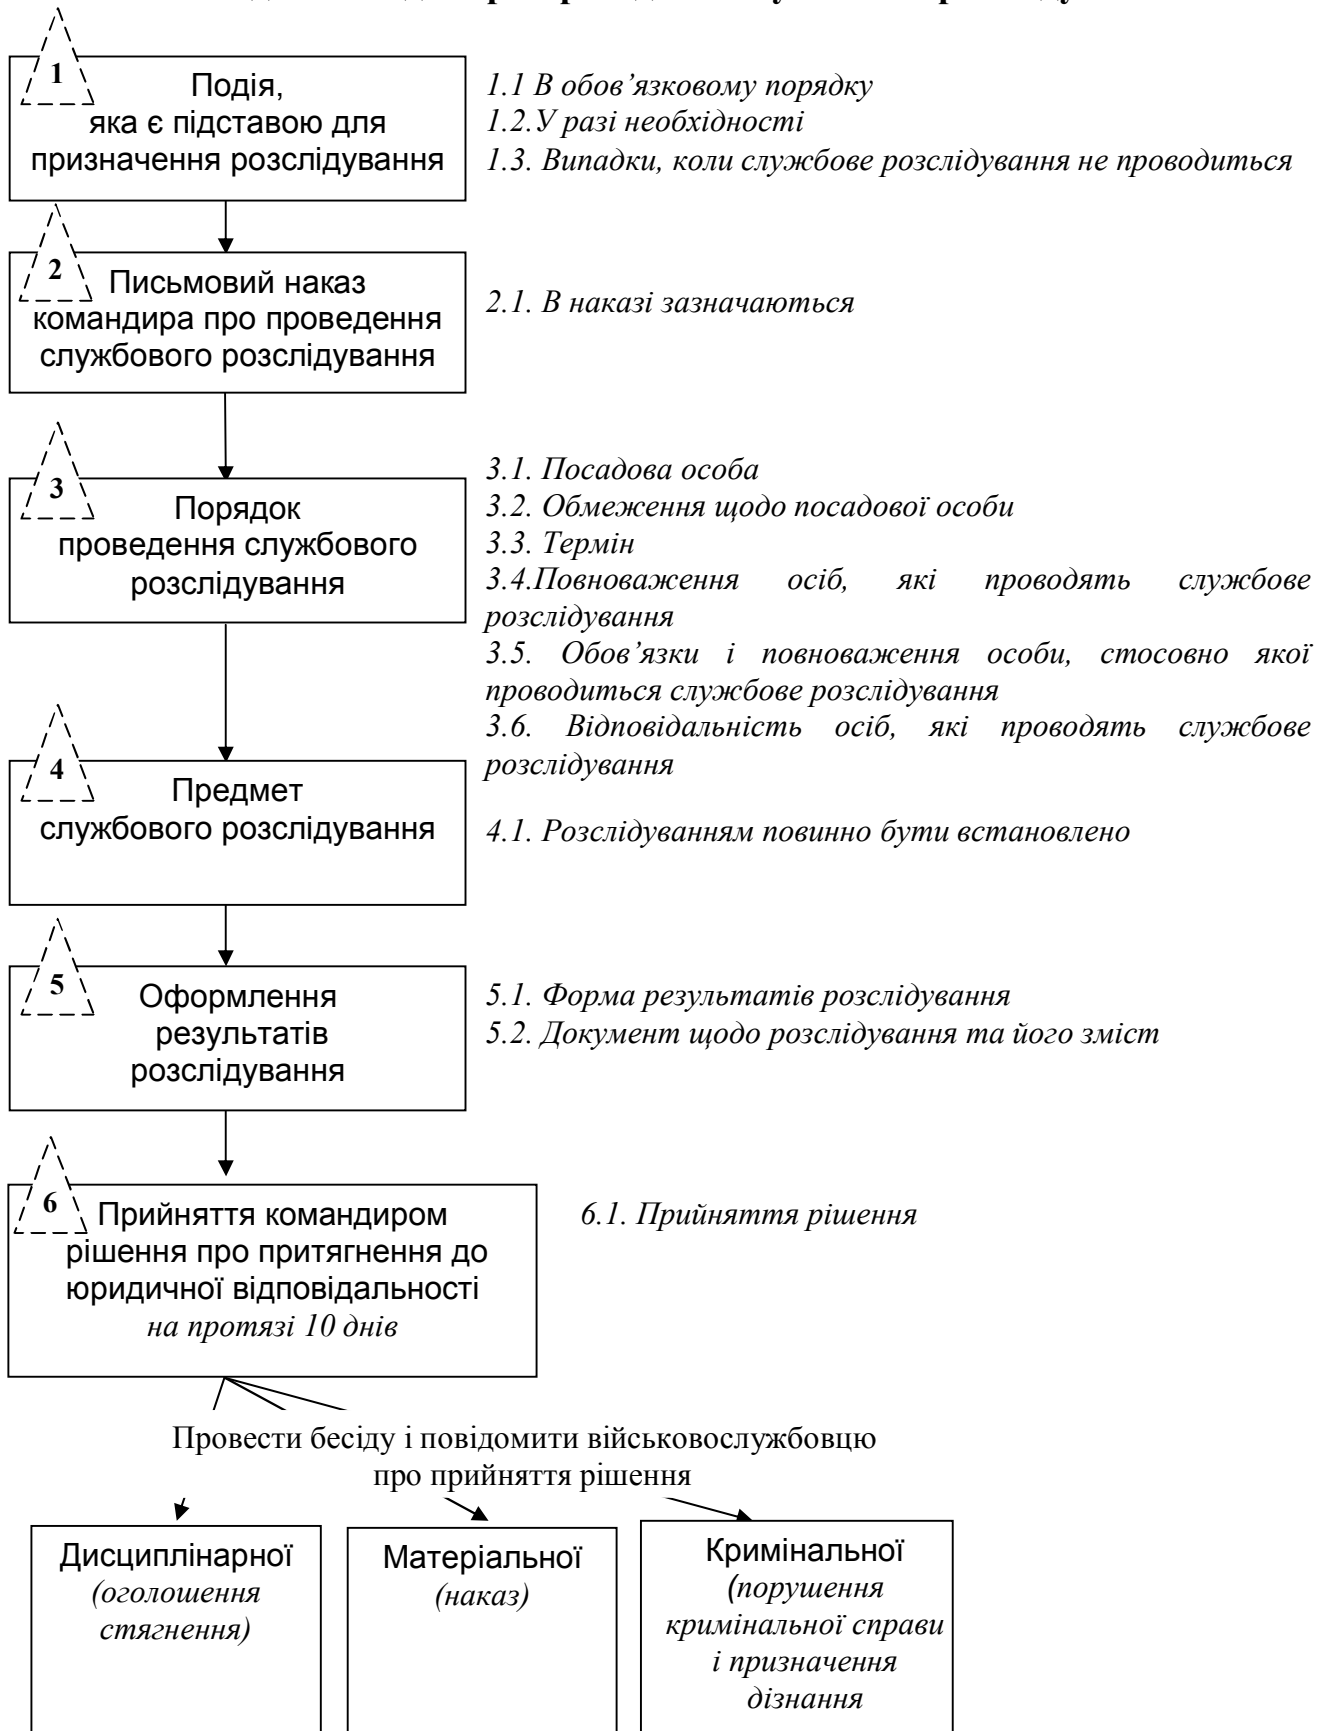 1
Подія,
яка є підставою для
призначення розслідування
1.1 В обов’язковому порядку
1.2.У разі необхідності
1.3. Випадки, коли службове розслідування не проводиться
2
Письмовий наказ
командира про проведення
службового розслідування
2.1. В наказі зазначаються
3
Порядок
проведення службового
розслідування
3.1. Посадова особа
3.2. Обмеження щодо посадової особи
3.3. Термін
3.4.Повноваження осіб, які проводять службове
розслідування
3.5. Обов’язки і повноваження особи, стосовно якої
проводиться службове розслідування
3.6. Відповідальність осіб, які проводять службове
розслідування
4
Предмет
службового розслідування
4.1. Розслідуванням повинно бути встановлено
5
Оформлення
результатів
розслідування
5.1. Форма результатів розслідування
5.2. Документ щодо розслідування та його зміст
6
Прийняття командиром
рішення про притягнення до
юридичної відповідальності
на протязі 10 днів
6.1. Прийняття рішення
Провести бесіду і повідомити військовослужбовцю
про прийняття рішення
Дисциплінарної
(оголошення
стягнення)
Матеріальної
(наказ)
Кримінальної
(порушення
кримінальної справи
і призначення
дізнання